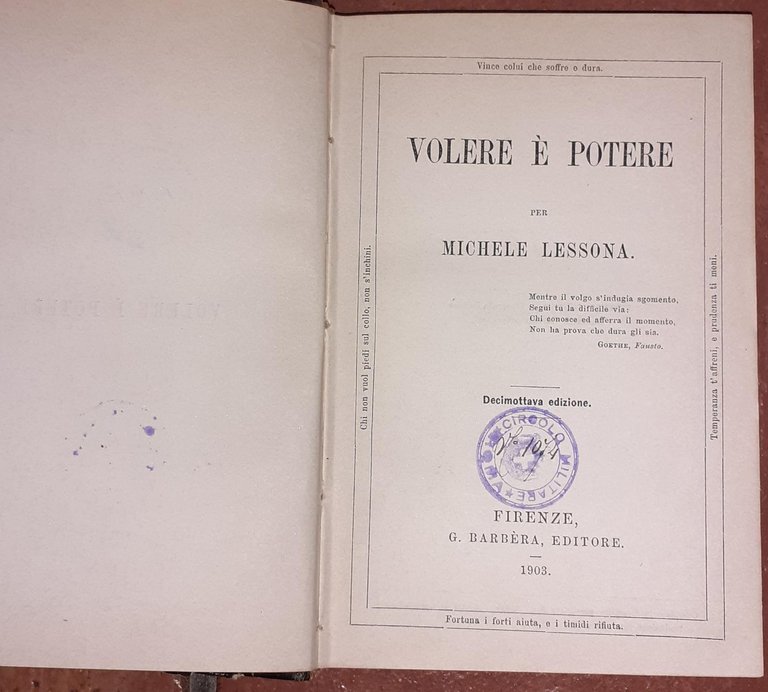 Vince colui che soffre e dura.
VOLERE È POTERE
PER
MICHELE LESSONA.
Mentre il volgo s'indugia sgomento,
Segui tu la difficile via:
Chi conosce ed afferra il momento,
Non ha prova che dura gli sia.
GOETHE, Fausto.
Decimottava edizione.
CIRCOLO MILITARE
1074
FIRENZE,
G. BARBÈRA, EDITORE.
1903.
Fortuna i forti aiuta, e i timidi rifiuta.
Chi non vuol piedi sul collo, non s'inchini.
Temperanza t'affreni, e prudenza ti meni.